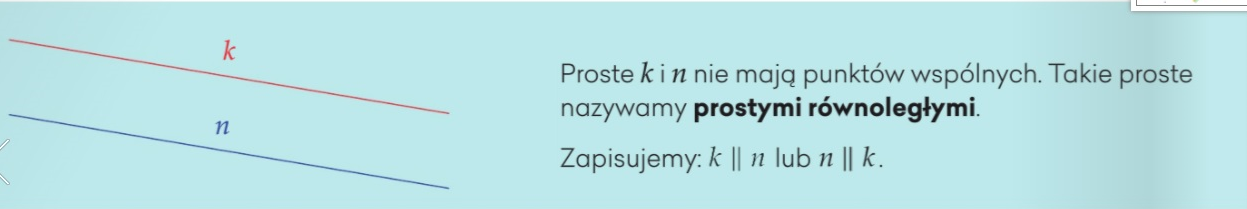 k
n
Proste k i n nie mają punktów wspólnych. Takie proste
nazywamy prostymi równoległymi.
Zapisujemy: k || n lub n || k.